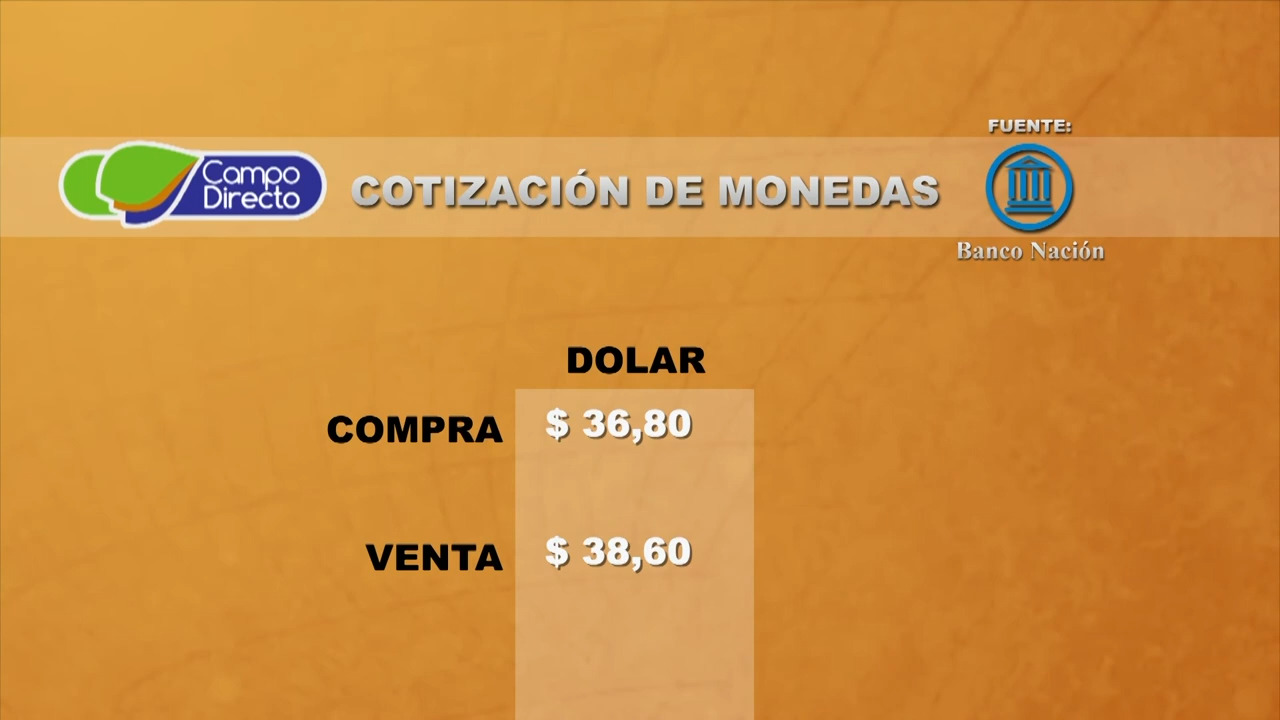 FUENTE:
Campo
Directo
COTIZACIÓN DE MONEDAS
Banco Nación
DOLAR
COMPRA $ 36,80
VENTA $ 38,60